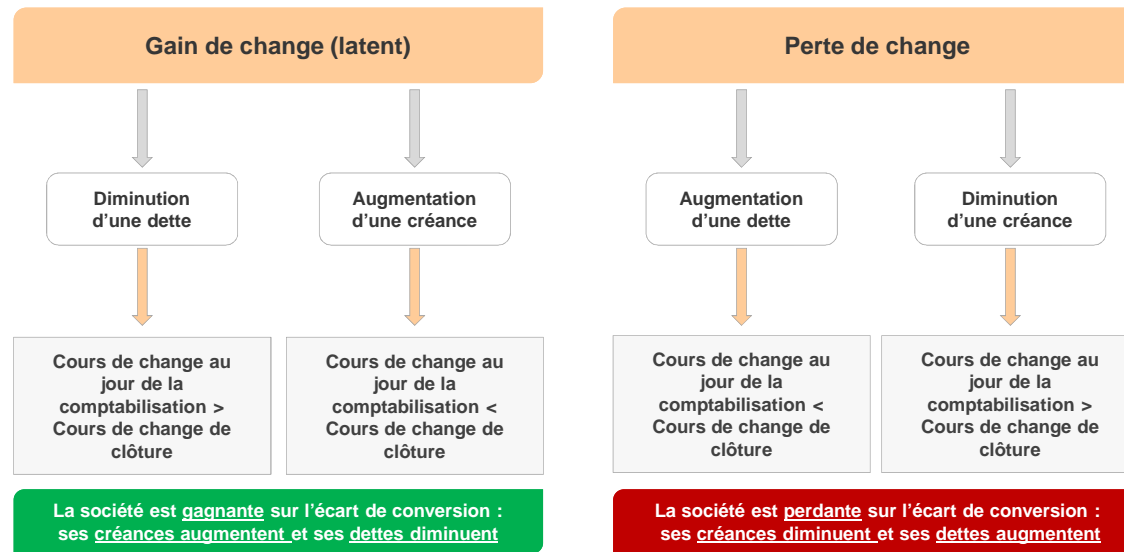 Gain de change (latent)
Diminution
d'une dette
Augmentation
d'une créance
Cours de change au
jour de la
comptabilisation >
Cours de change de
clôture
Cours de change au
jour de la
comptabilisation <
Cours de change de
clôture
La société est gagnante sur l'écart de conversion :
ses créances augmentent et ses dettes diminuent
Perte de change
Augmentation
d'une dette
Diminution
d'une créance
Cours de change au
jour de la
comptabilisation <
Cours de change de
clôture
Cours de change au
jour de la
comptabilisation >
Cours de change de
clôture
La société est perdante sur l'écart de conversion :
ses créances diminuent et ses dettes augmentent